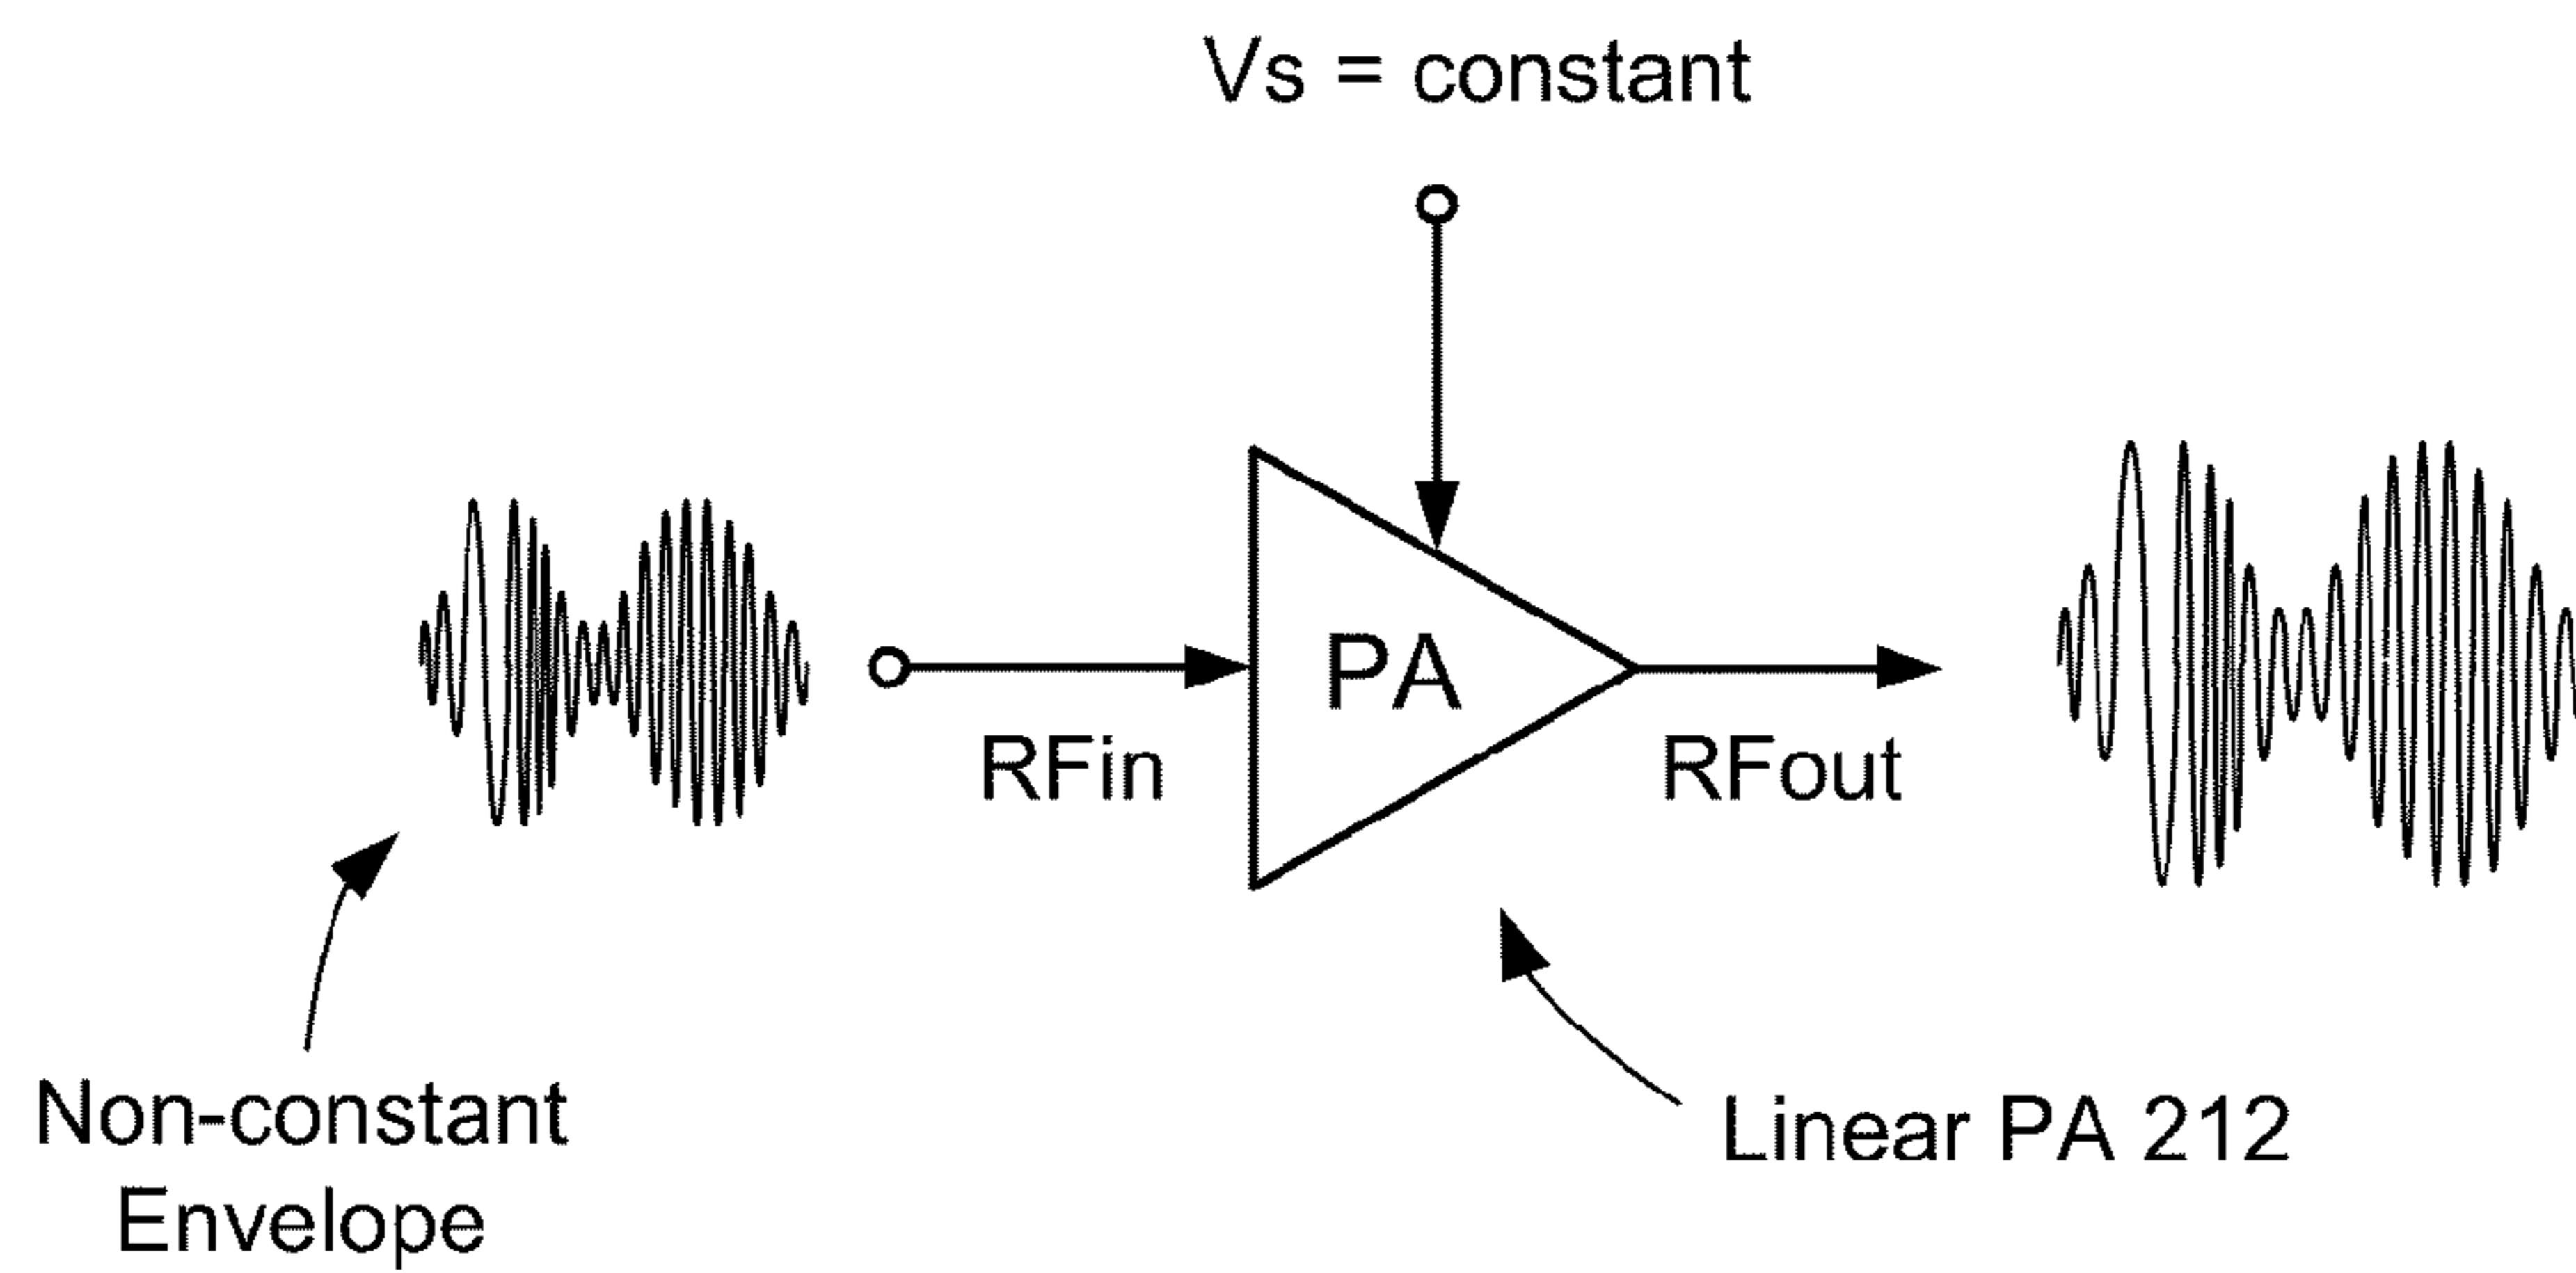 Vs = constant
PA
RFin
RFout
Non-constant
Envelope
Linear PA 212